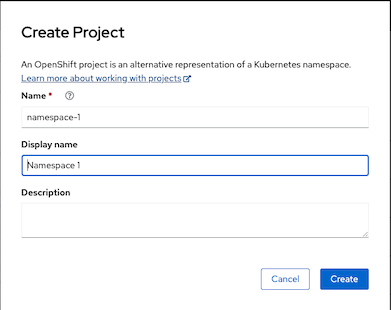 Create Project
An OpenShift project is an alternative representation of a Kubernetes namespace.
Learn more about working with projects
Name *
namespace-1
Display name
Namespace 1
Description
Cancel Create